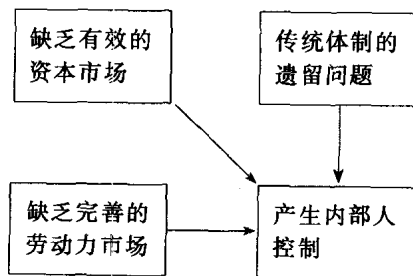 缺乏有效的
资本市场
传统体制的
遗留问题
缺乏完善的
劳动力市场
产生内部人
控制